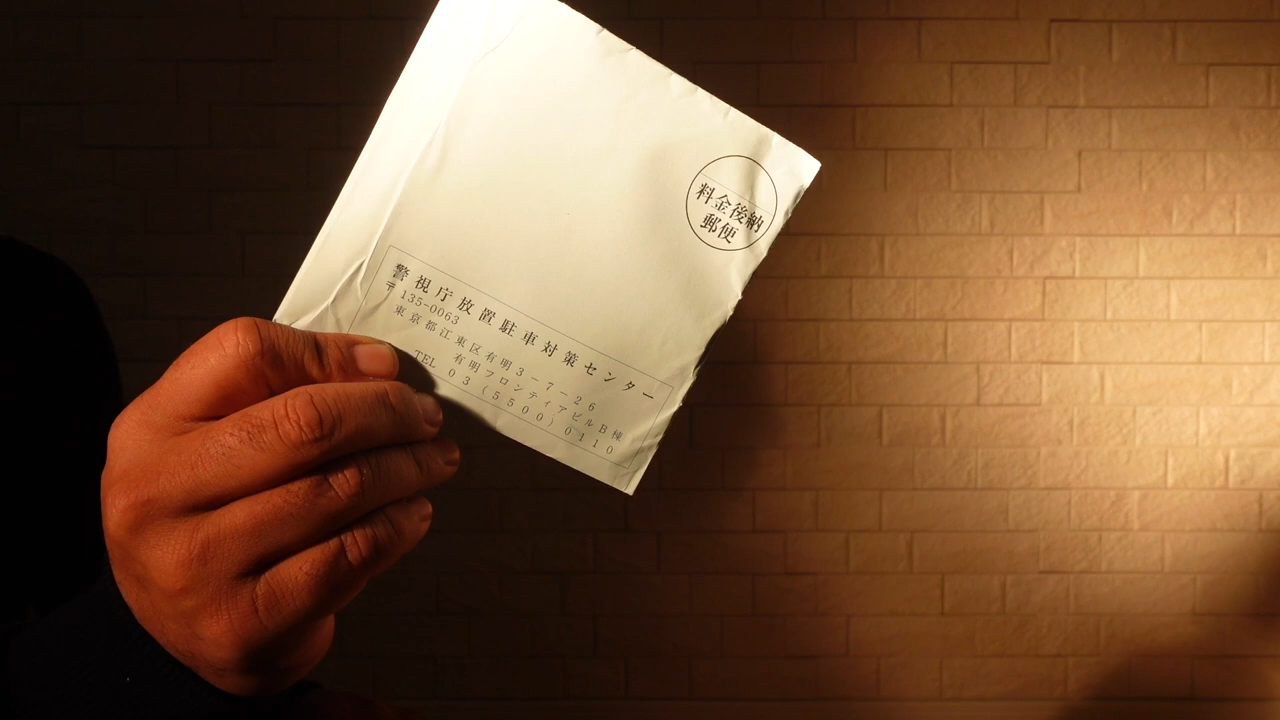 料金後納
郵便
警視庁放置駐車対策センター
〒135-0063
東京都江東区有明3-7-26
有明フロンティアビルB棟
TEL 03(5500)0110